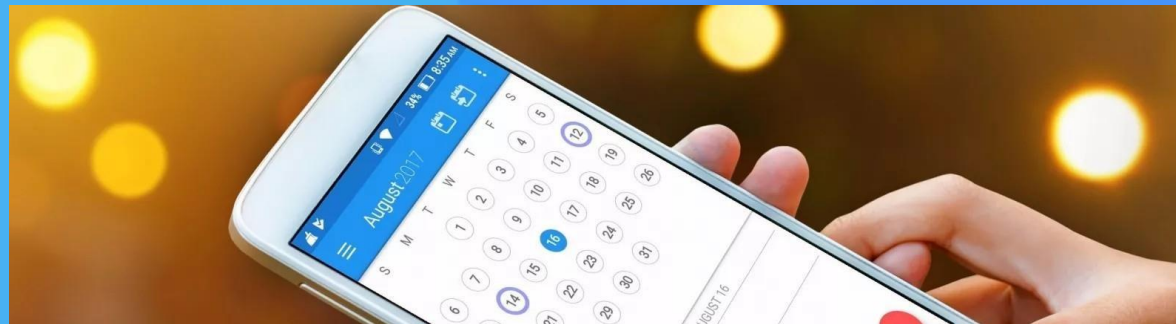 34% 8:35 AM
August 2017
S M T W T F S
1 2 3 4 5
6 7 8 9 10 11 12
14 15 16 17 18 19
21 22 23 24 25 26
29 30 31
AUGUST 16